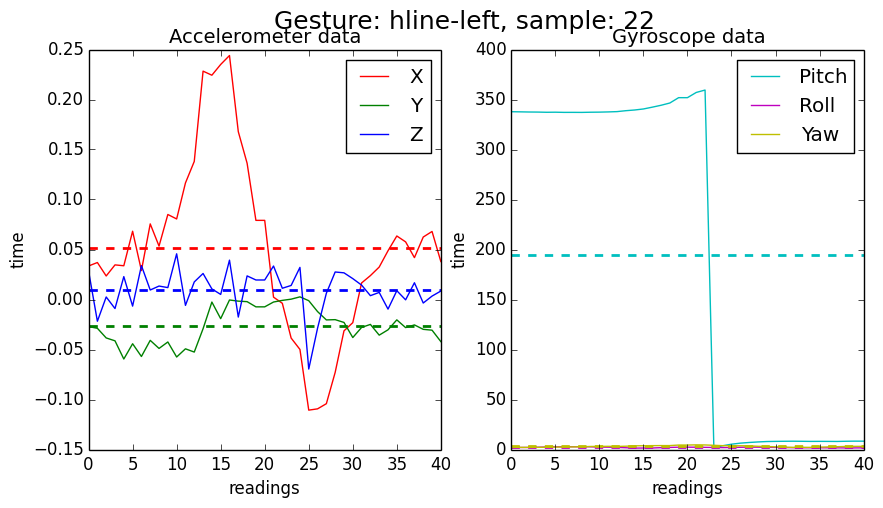 Gesture: hline-left, sample: 22
Accelerometer data
0.25
0.20
0.15
0.10
0.05
0.00
−0.05
−0.10
−0.15
time
0 5 10 15 20 25 30 35 40
readings
X
Y
Z
Gyroscope data
400
350
300
250
200
150
100
50
0
time
0 5 10 15 20 25 30 35 40
readings
Pitch
Roll
Yaw